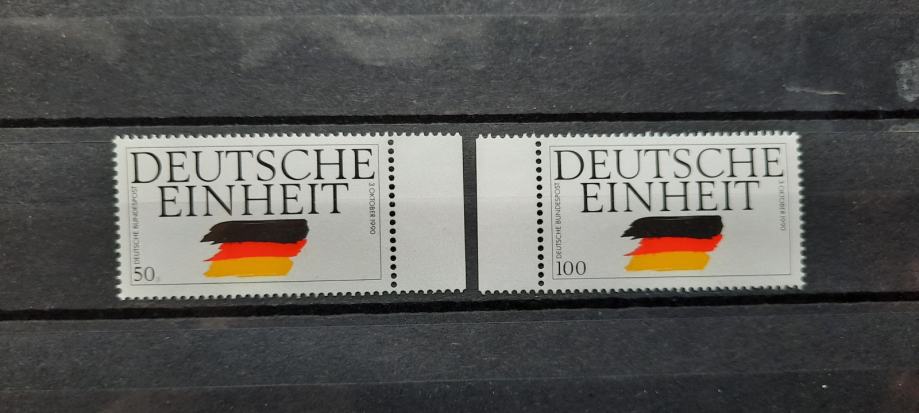 DEUTSCHE
EINHEIT
DEUTSCHE BUNDESPOST
3 OKTOBER 1990
50
DEUTSCHE
EINHEIT
DEUTSCHE BUNDESPOST
3 OKTOBER 1990
100